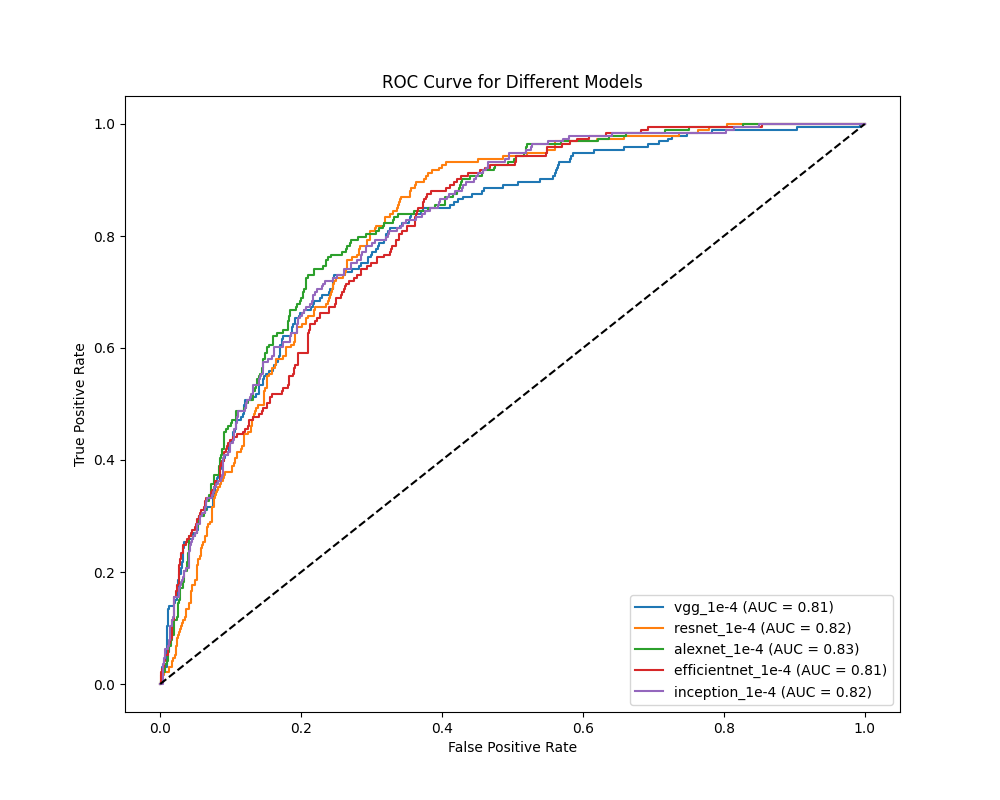 ROC Curve for Different Models
1.0
0.8
0.6
0.4
0.2
0.0
True Positive Rate
0.0 0.2 0.4 0.6 0.8 1.0
False Positive Rate
vgg_1e-4 (AUC = 0.81)
resnet_1e-4 (AUC = 0.82)
alexnet_1e-4 (AUC = 0.83)
efficientnet_1e-4 (AUC = 0.81)
inception_1e-4 (AUC = 0.82)